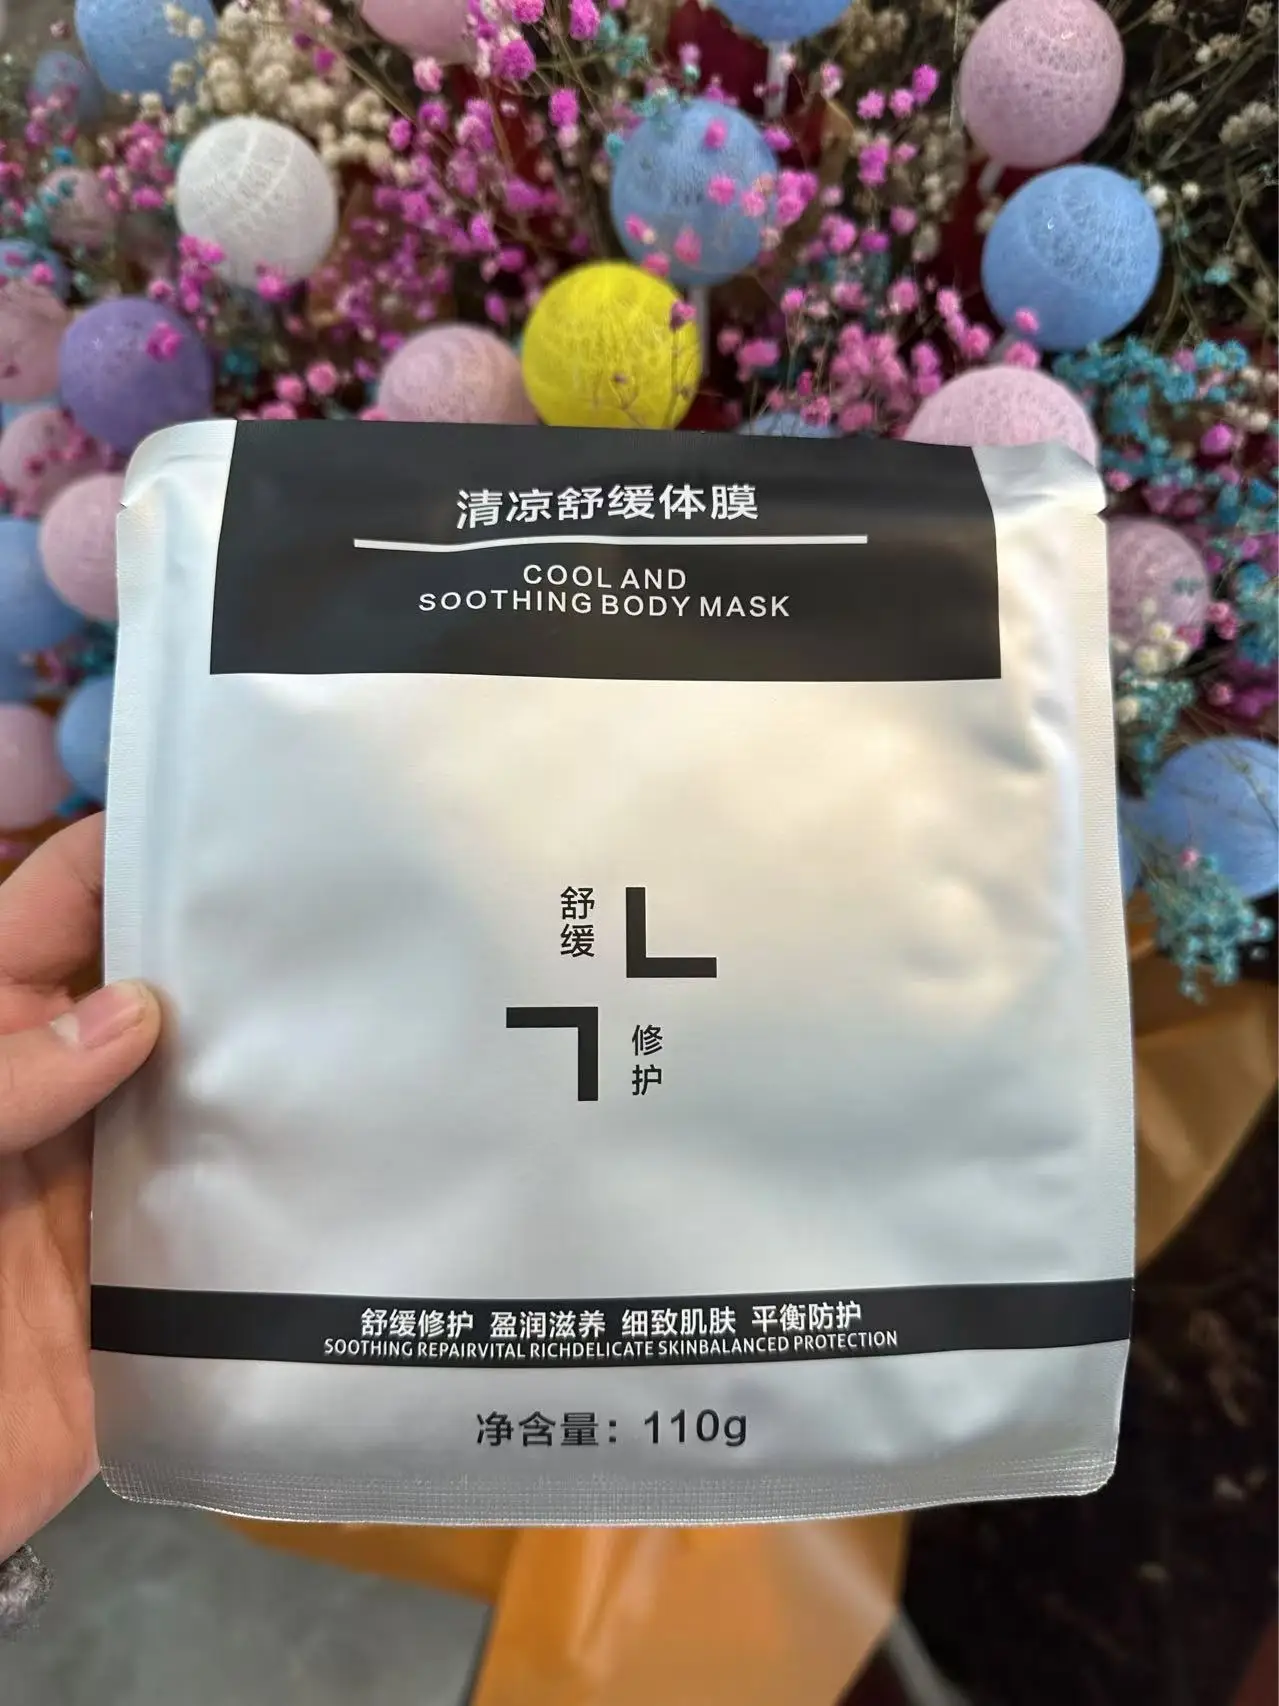 清凉舒缓体膜
COOL AND
SOOTHING BODY MASK
舒缓
修护
舒缓修护 盈润滋养 细致肌肤 平衡防护
SOOTHING REPAIRVITAL RICHDELICATE SKINBALANCED PROTECTION
净含量：110g